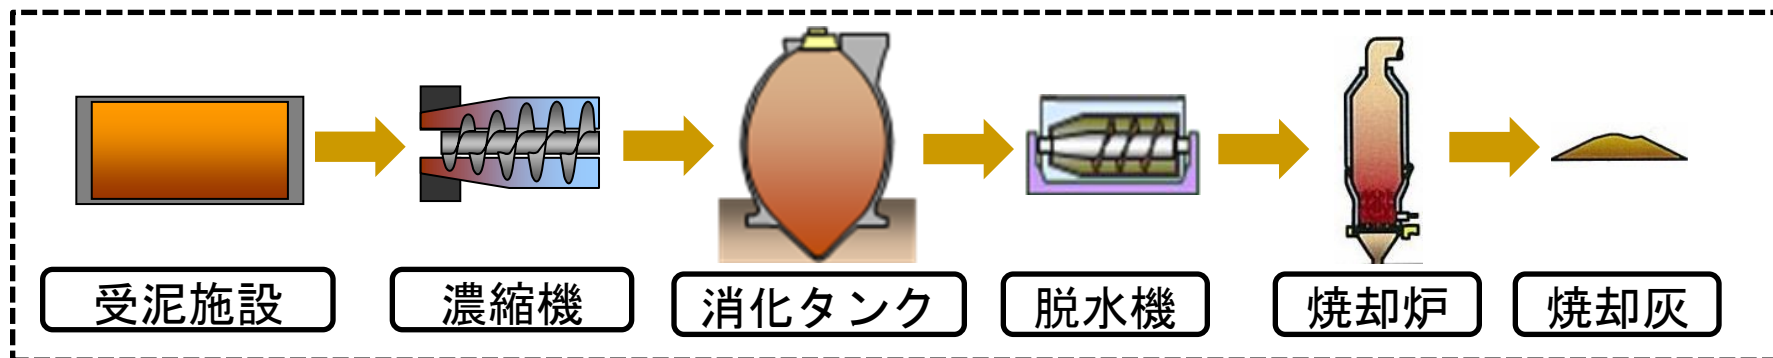 受泥施設
濃縮機
消化タンク
脱水機
焼却炉
焼却灰